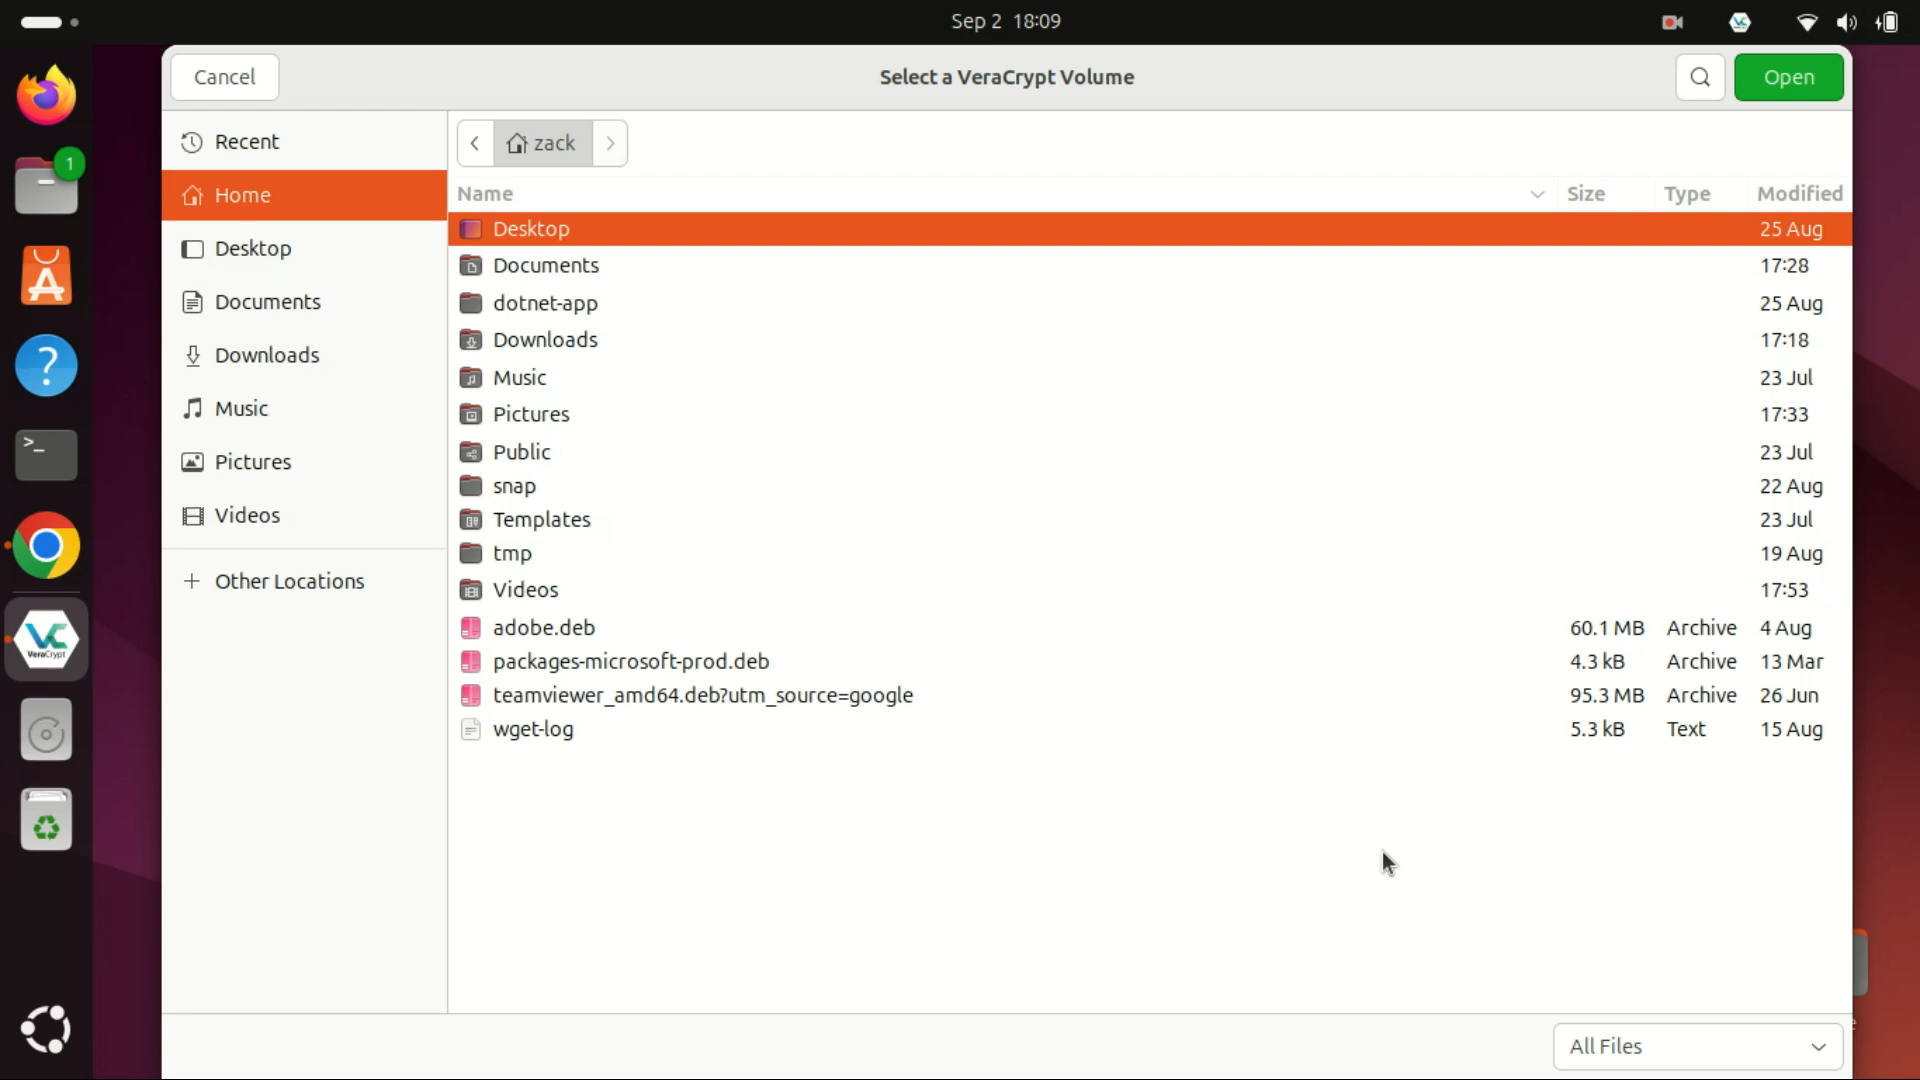 Sep 2 18:09
Cancel
Select a VeraCrypt Volume
Open
1
Recent
Home
Desktop
Documents
Downloads
Music
Pictures
Videos
Other Locations
zack
Name Size Type Modified
Desktop 25 Aug
Documents 17:28
dotnet-app 25 Aug
Downloads 17:18
Music 23 Jul
Pictures 17:33
Public 23 Jul
snap 22 Aug
Templates 23 Jul
tmp 19 Aug
Videos 17:53
adobe.deb 60.1 MB Archive 4 Aug
packages-microsoft-prod.deb 4.3 kB Archive 13 Mar
teamviewer_amd64.deb?utm_source=google 95.3 MB Archive 26 Jun
wget-log 5.3 kB Text 15 Aug
VC
VeraCrypt
All Files